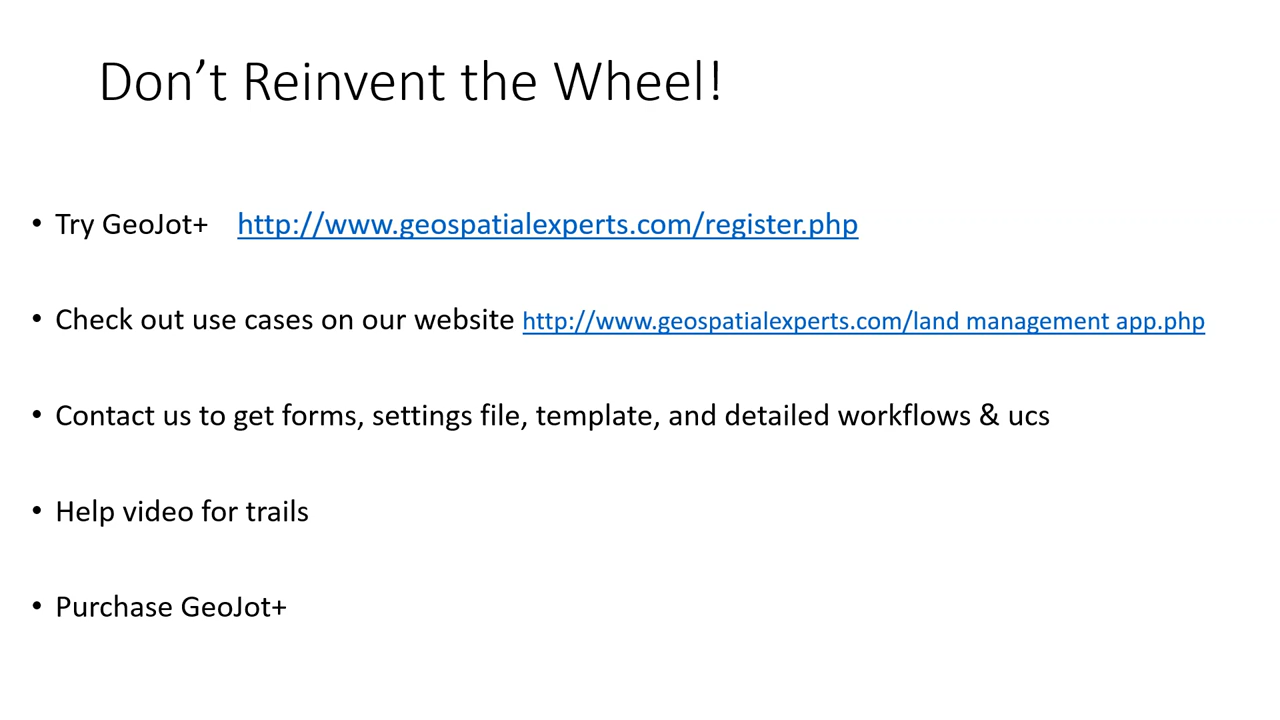 Don’t Reinvent the Wheel!
• Try GeoJot+ http://www.geospatialexperts.com/register.php
• Check out use cases on our website http://www.geospatialexperts.com/land management app.php
• Contact us to get forms, settings file, template, and detailed workflows & ucs
• Help video for trails
• Purchase GeoJot+